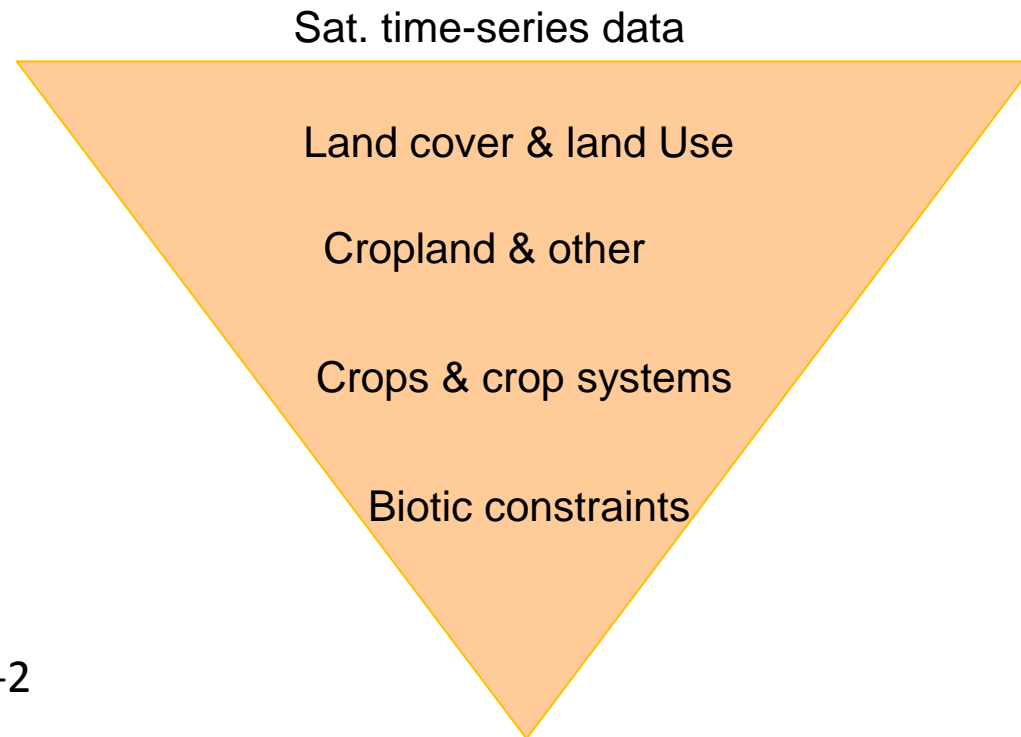 Sat. time-series data
Land cover & land Use
Cropland & other
Crops & crop systems
Biotic constraints
-2